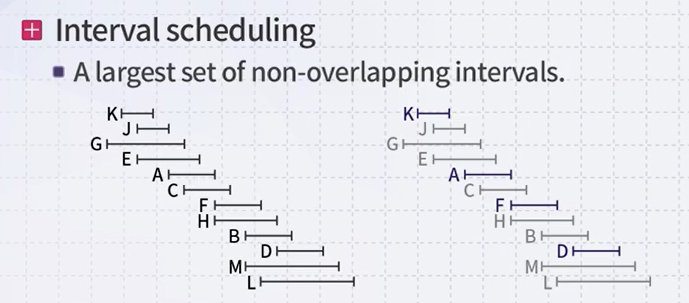 Interval scheduling
A largest set of non-overlapping intervals.
K K
J J
G G
E E
A A
C C
F F
H H
B B
D D
M M
L L